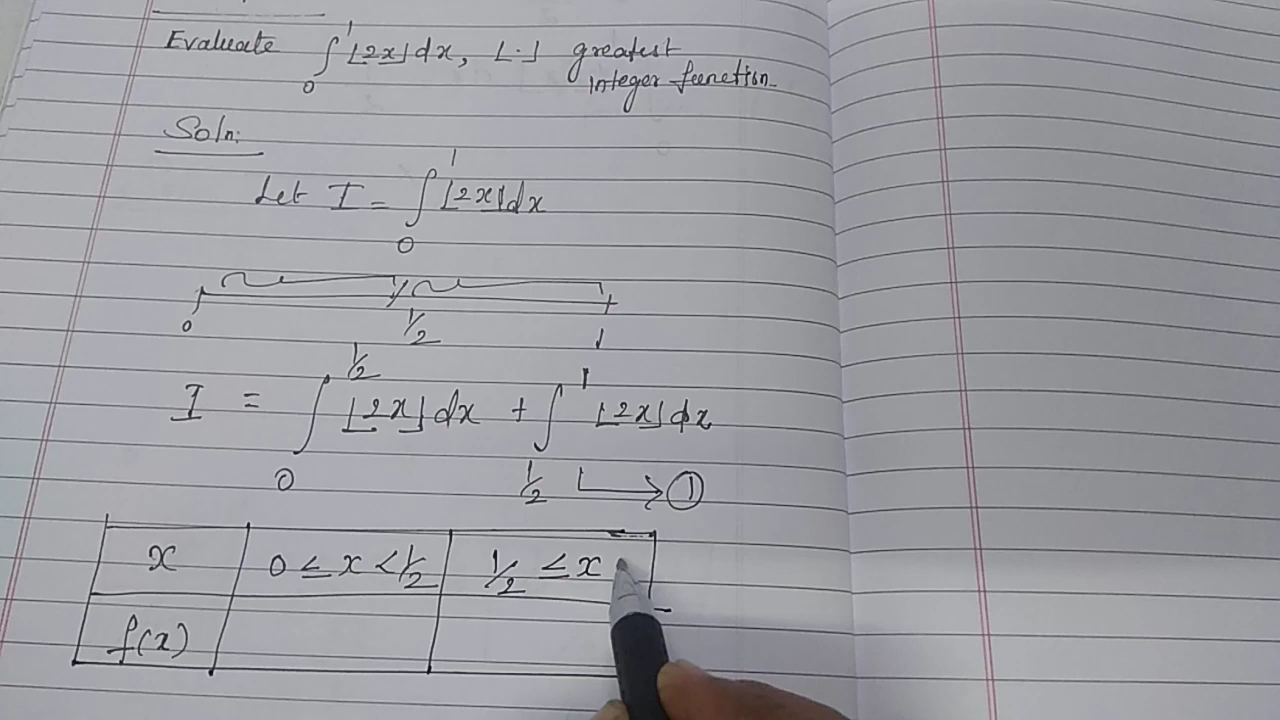 Evaluate ∫₀¹ ⌊2x⌋ dx, ⌊·⌋ greatest
integer function.
Soln:
Let I = ∫₀¹ ⌊2x⌋ dx
0 1/2 1
I = ∫₀^{1/2} ⌊2x⌋ dx + ∫_{1/2}^1 ⌊2x⌋ dx
→ ①
x 0 ≤ x < 1/2 1/2 ≤ x
f(x)